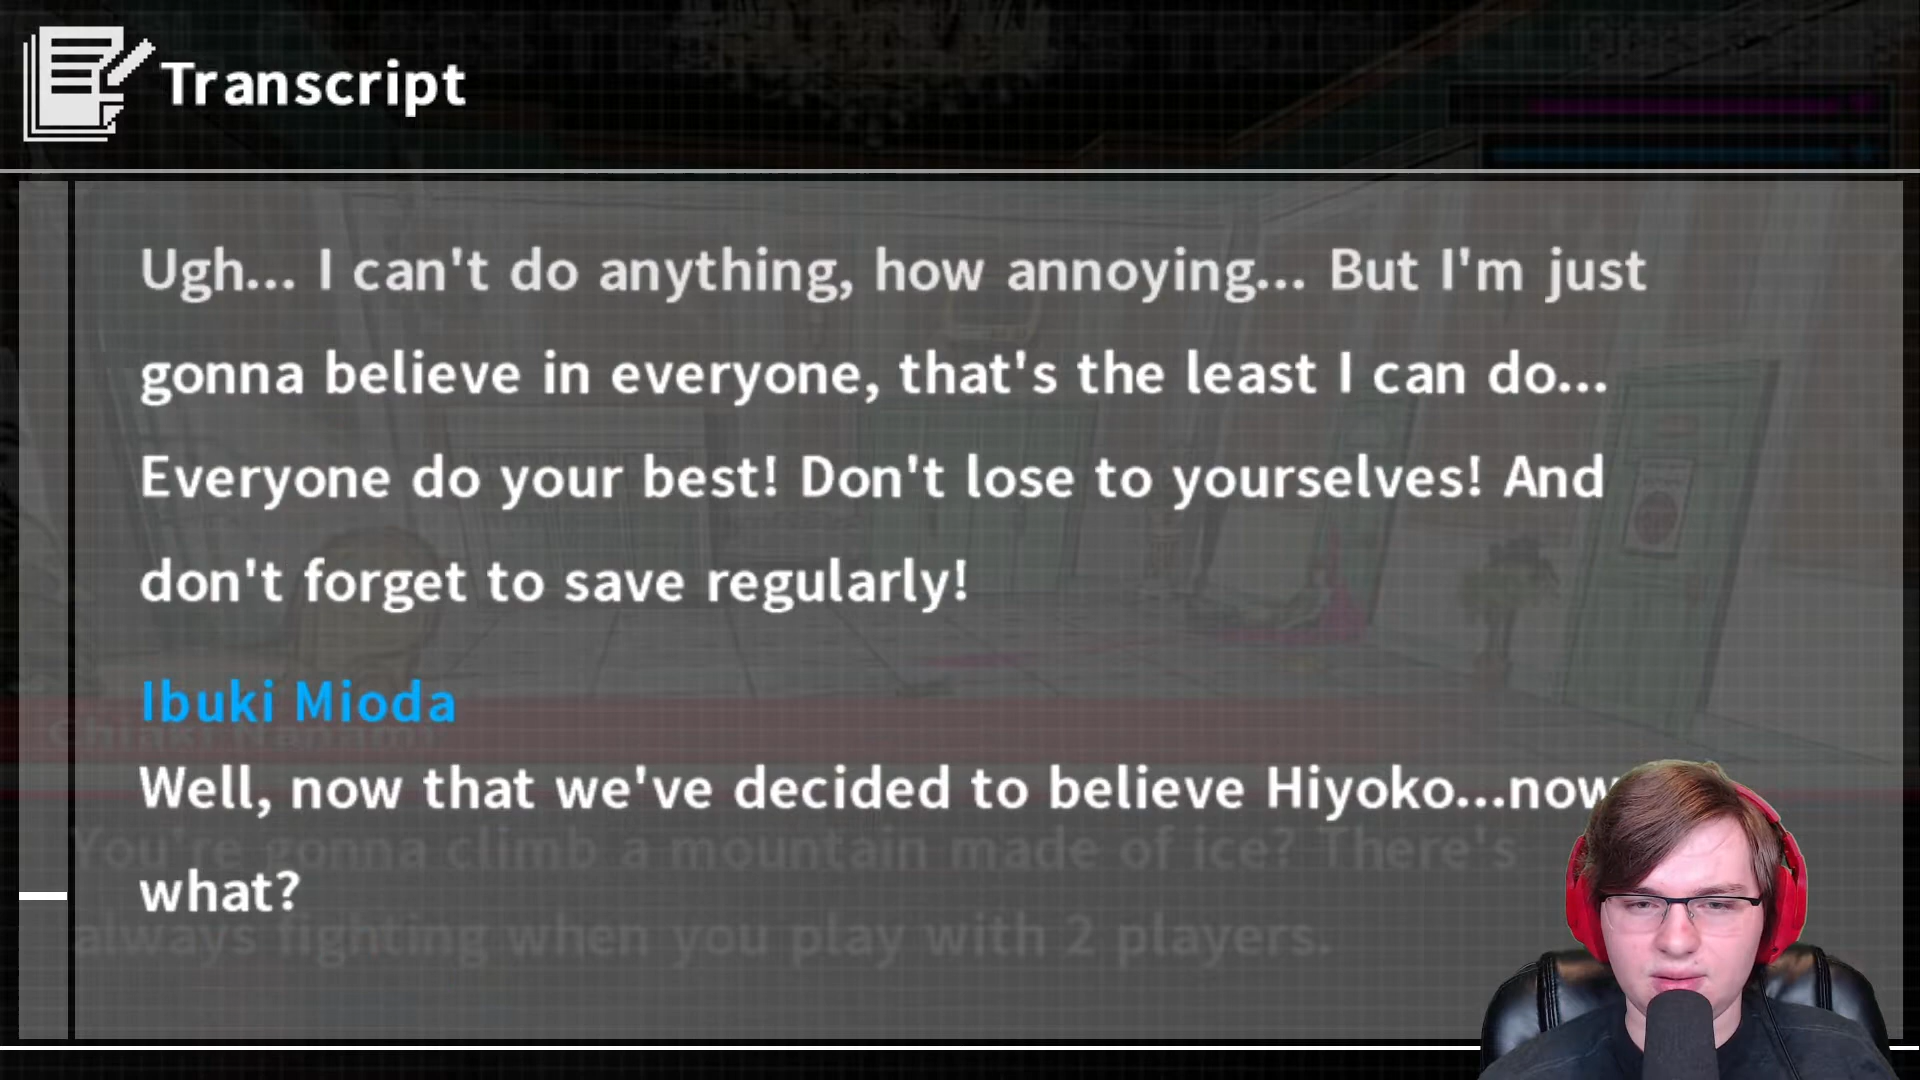 Transcript
Ugh... I can't do anything, how annoying... But I'm just
gonna believe in everyone, that's the least I can do...
Everyone do your best! Don't lose to yourselves! And
don't forget to save regularly!
Ibuki Mioda
Chiaki Nanami
Well, now that we've decided to believe Hiyoko...now
You're gonna climb a mountain made of ice? There's
what?
always fighting when you play with 2 players.